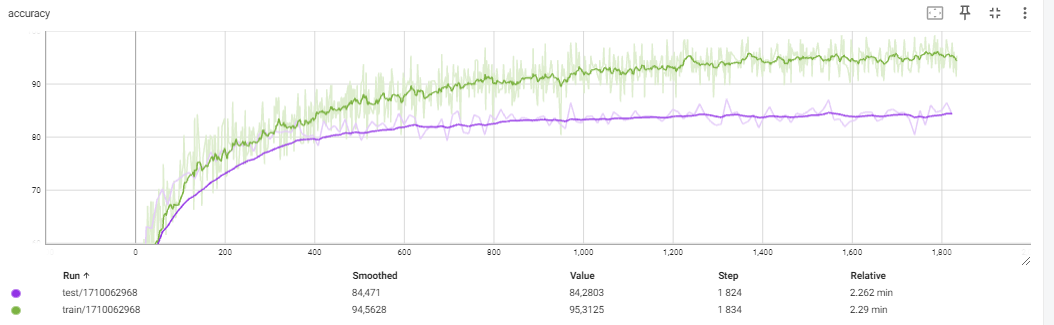 accuracy
90
80
70
0 200 400 600 800 1,000 1,200 1,400 1,600 1,800
Run ↑ Smoothed Value Step Relative
test/1710062968 84,471 84,2803 1 824 2.262 min
train/1710062968 94,5628 95,3125 1 834 2.29 min